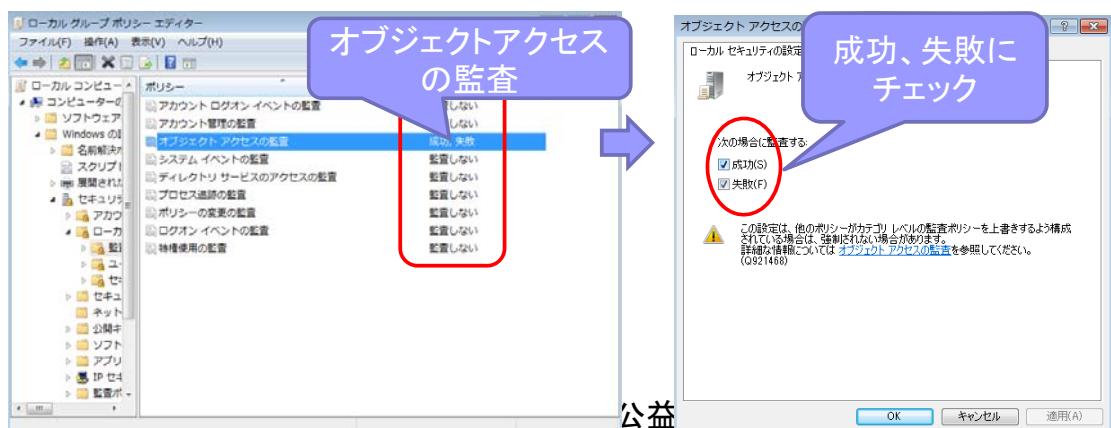 ローカル グループ ポリシー エディター
ファイル(F) 操作(A) 表示(V) ヘルプ(H)
オブジェクトアクセス
の監査
ローカル コンピュー
コンピューターの
ソフトウェア
Windows の
名前解決
スクリプト
展開され
セキュリテ
アカウ
ローカ
監
ユー
セキ
セキュ
ネット
公開キ
ソフト
アプリ
IP セキ
監査ポ
ポリシー
アカウント ログオン イベントの監査
アカウント管理の監査 しない
オブジェクト アクセスの監査 成功, 失敗
システム イベントの監査 監査しない
ディレクトリ サービスのアクセスの監査 監査しない
プロセス追跡の監査 監査しない
ポリシーの変更の監査 監査しない
ログオン イベントの監査 監査しない
特権使用の監査 監査しない
公益
オブジェクト アクセスの
ローカル セキュリティの設定
オブジェクト
成功、失敗に
チェック
次の場合に監査する:
成功(S)
失敗(F)
この設定は、他のポリシーがカテゴリ レベルの監査ポリシーを上書きするよう構成
されている場合は、強制されない場合があります。
詳細な情報については オブジェクト アクセスの監査を参照してください。
(Q921468)
OK キャンセル 適用(A)